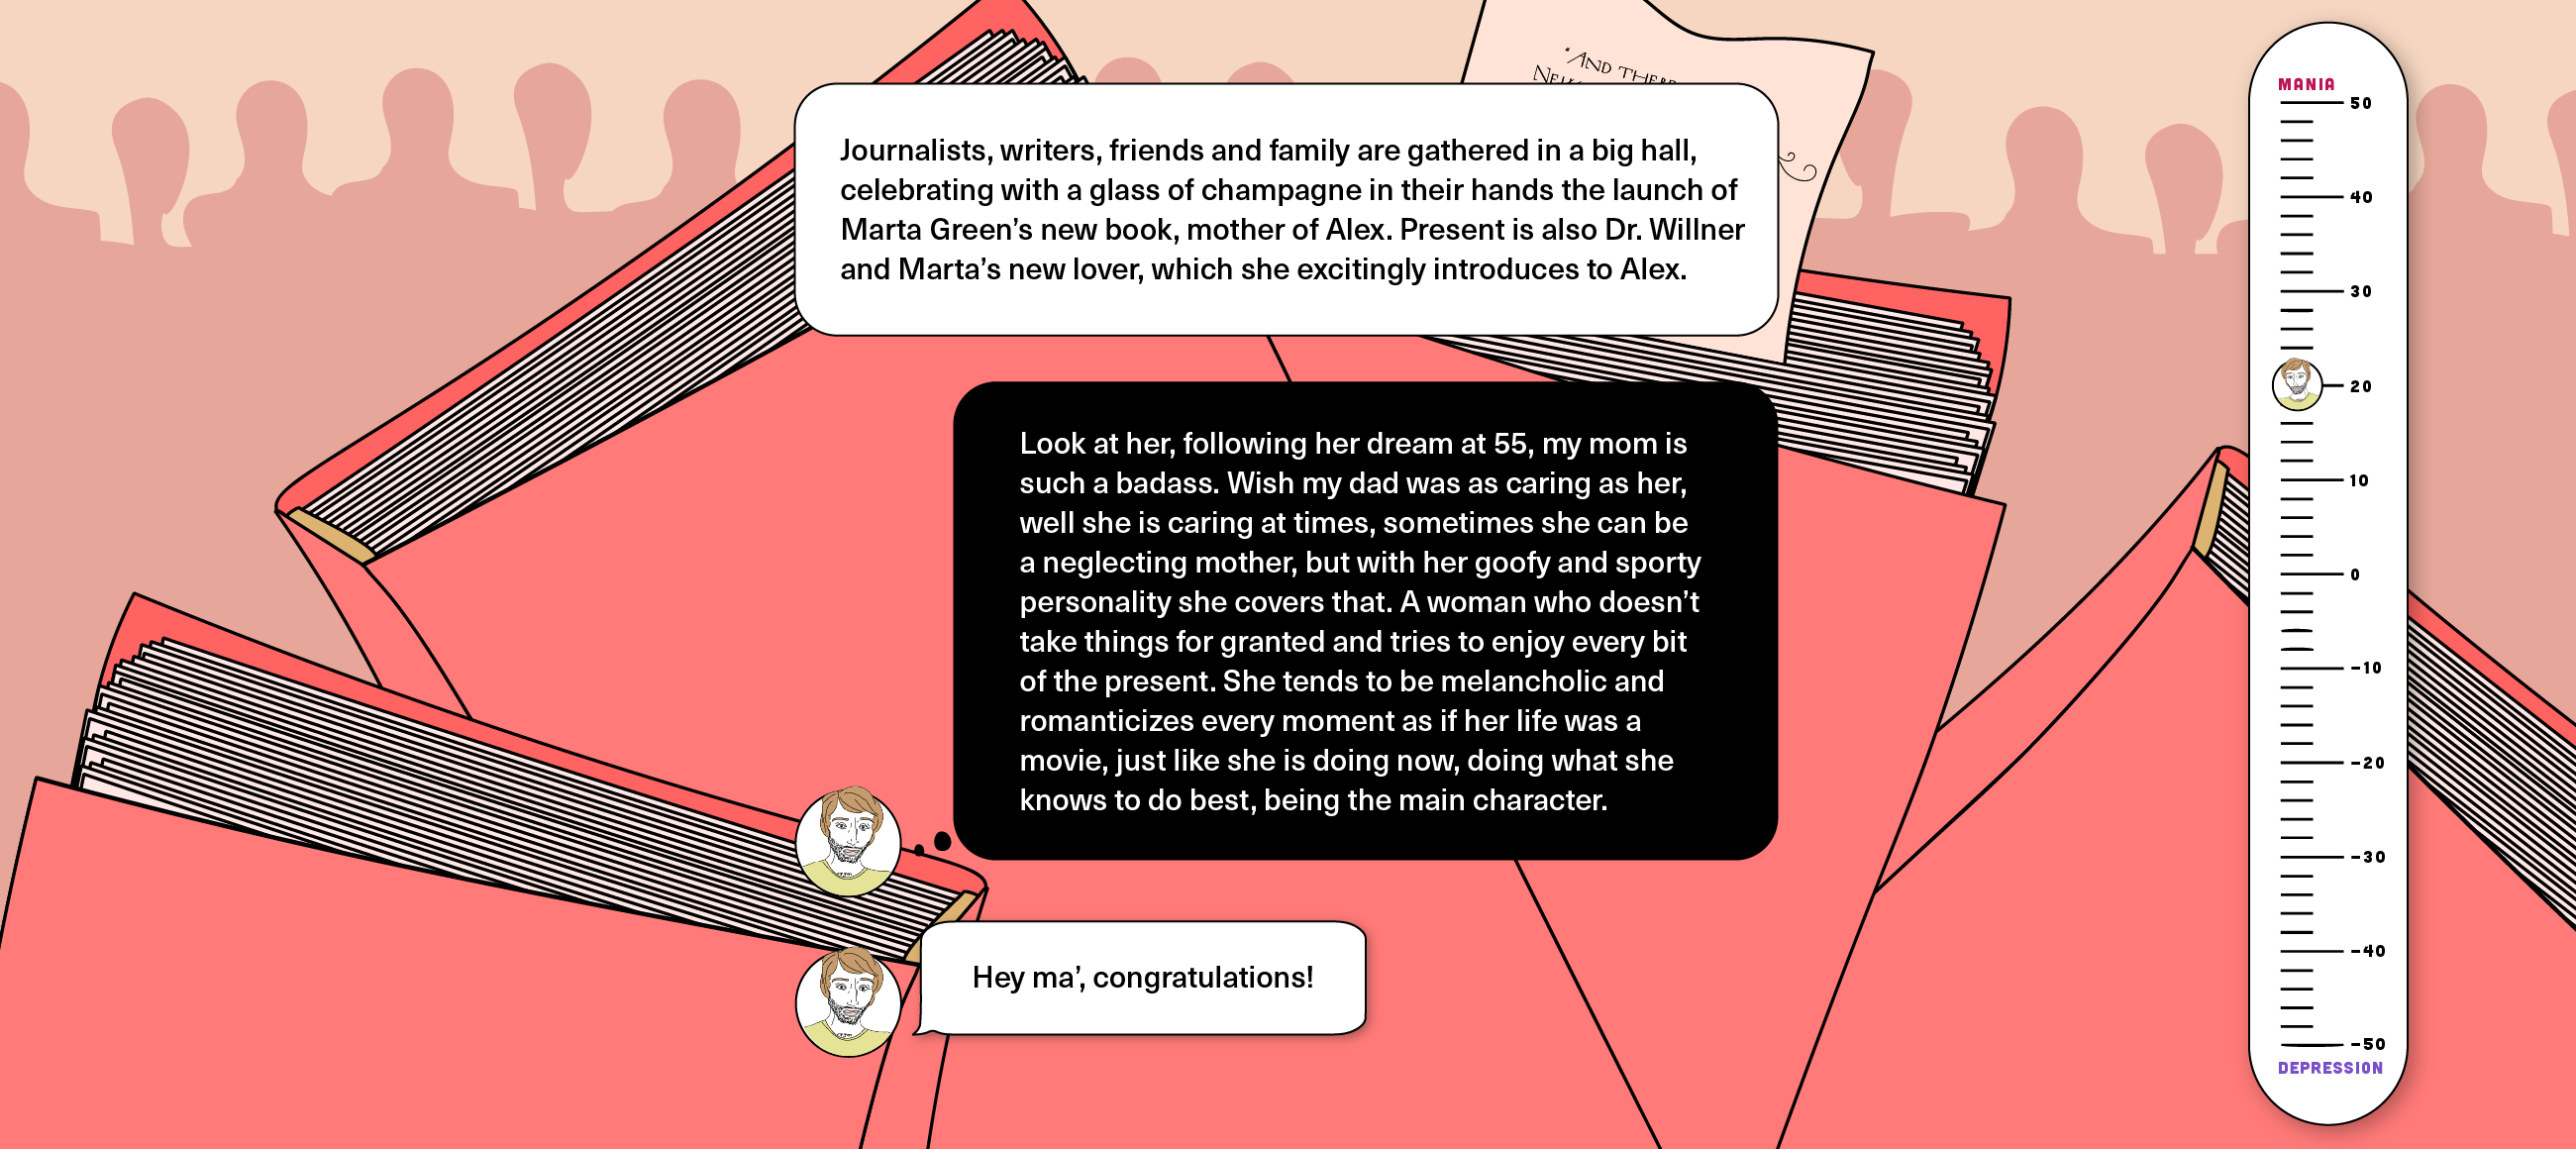 "AND THERE
Journalists, writers, friends and family are gathered in a big hall,
celebrating with a glass of champagne in their hands the launch of
Marta Green’s new book, mother of Alex. Present is also Dr. Willner
and Marta’s new lover, which she excitingly introduces to Alex.
Look at her, following her dream at 55, my mom is
such a badass. Wish my dad was as caring as her,
well she is caring at times, sometimes she can be
a neglecting mother, but with her goofy and sporty
personality she covers that. A woman who doesn’t
take things for granted and tries to enjoy every bit
of the present. She tends to be melancholic and
romanticizes every moment as if her life was a
movie, just like she is doing now, doing what she
knows to do best, being the main character.
Hey ma’, congratulations!
MANIA
50
40
30
20
10
0
-10
-20
-30
-40
-50
DEPRESSION